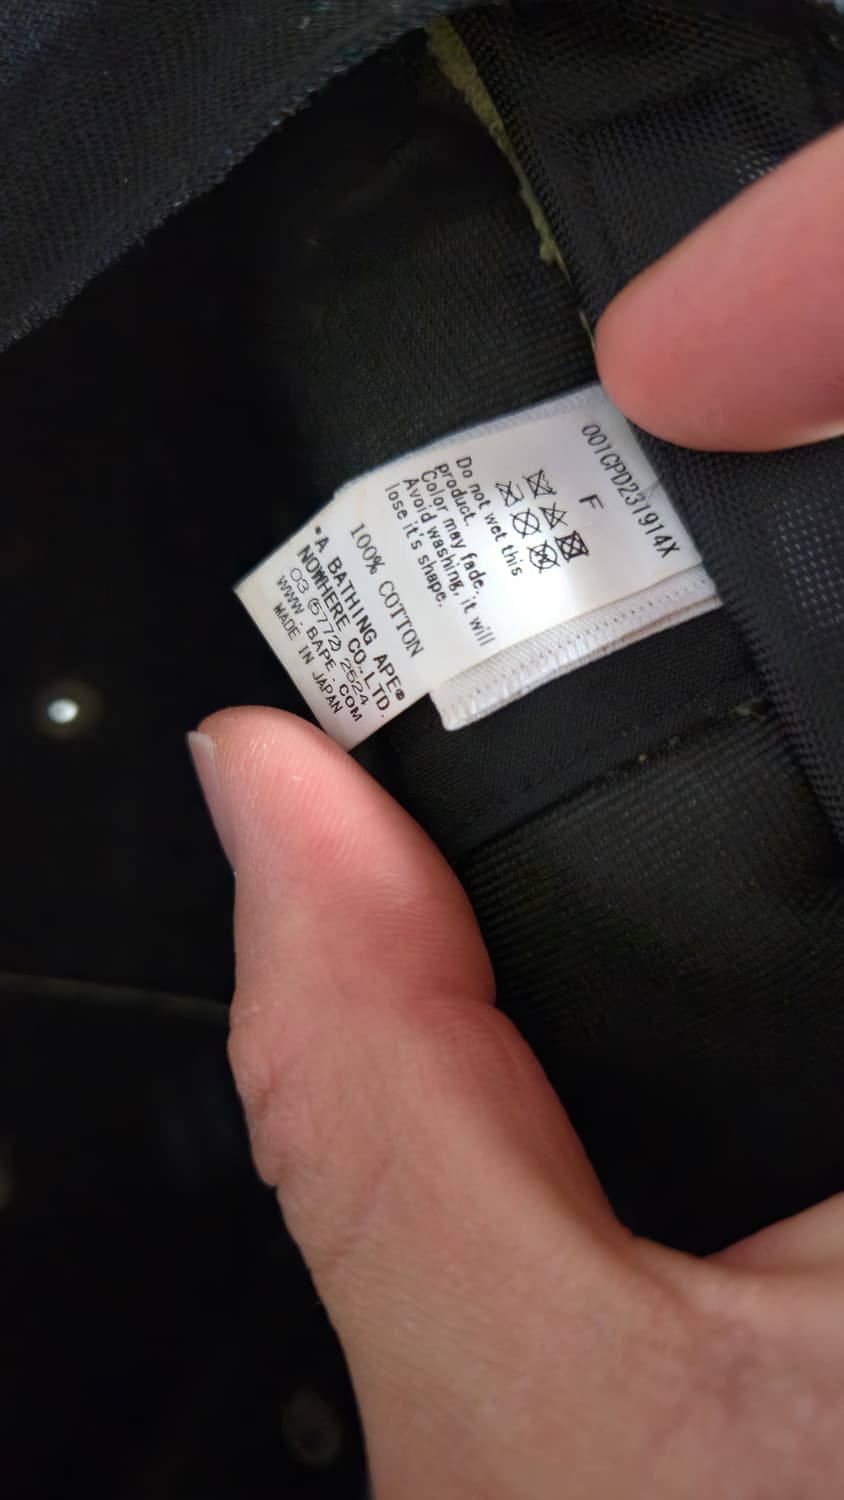 001CPD231914X
F
Do not wet this
product.
Color may fade.
Avoid washing, it will
lose it's shape.
100% COTTON
*A BATHING APE®
NOWHERE CO.,LTD.
03 (5772) 2524
WWW.BAPE.COM
MADE IN JAPAN